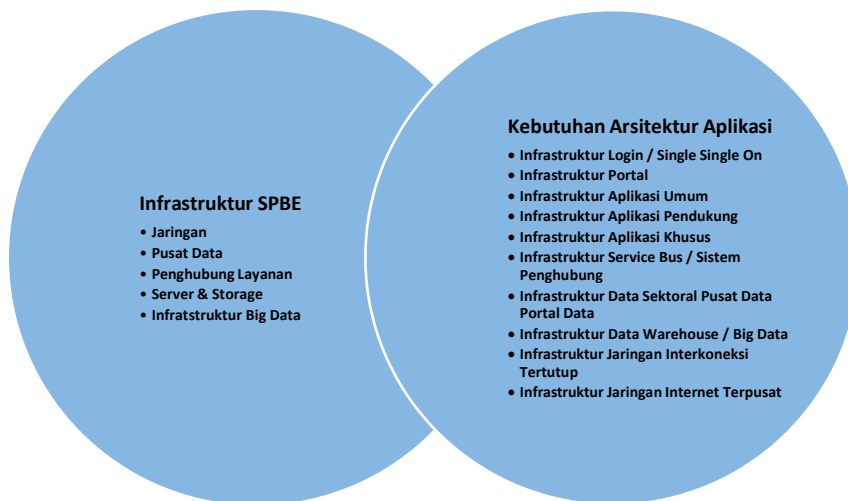 Infrastruktur SPBE
• Jaringan
• Pusat Data
• Penghubung Layanan
• Server & Storage
• Infratstruktur Big Data
Kebutuhan Arsitektur Aplikasi
• Infrastruktur Login / Single Single On
• Infrastruktur Portal
• Infrastruktur Aplikasi Umum
• Infrastruktur Aplikasi Pendukung
• Infrastruktur Aplikasi Khusus
• Infrastruktur Service Bus / Sistem
Penghubung
• Infrastruktur Data Sektoral Pusat Data
Portal Data
• Infrastruktur Data Warehouse / Big Data
• Infrastruktur Jaringan Interkoneksi
Tertutup
• Infrastruktur Jaringan Internet Terpusat